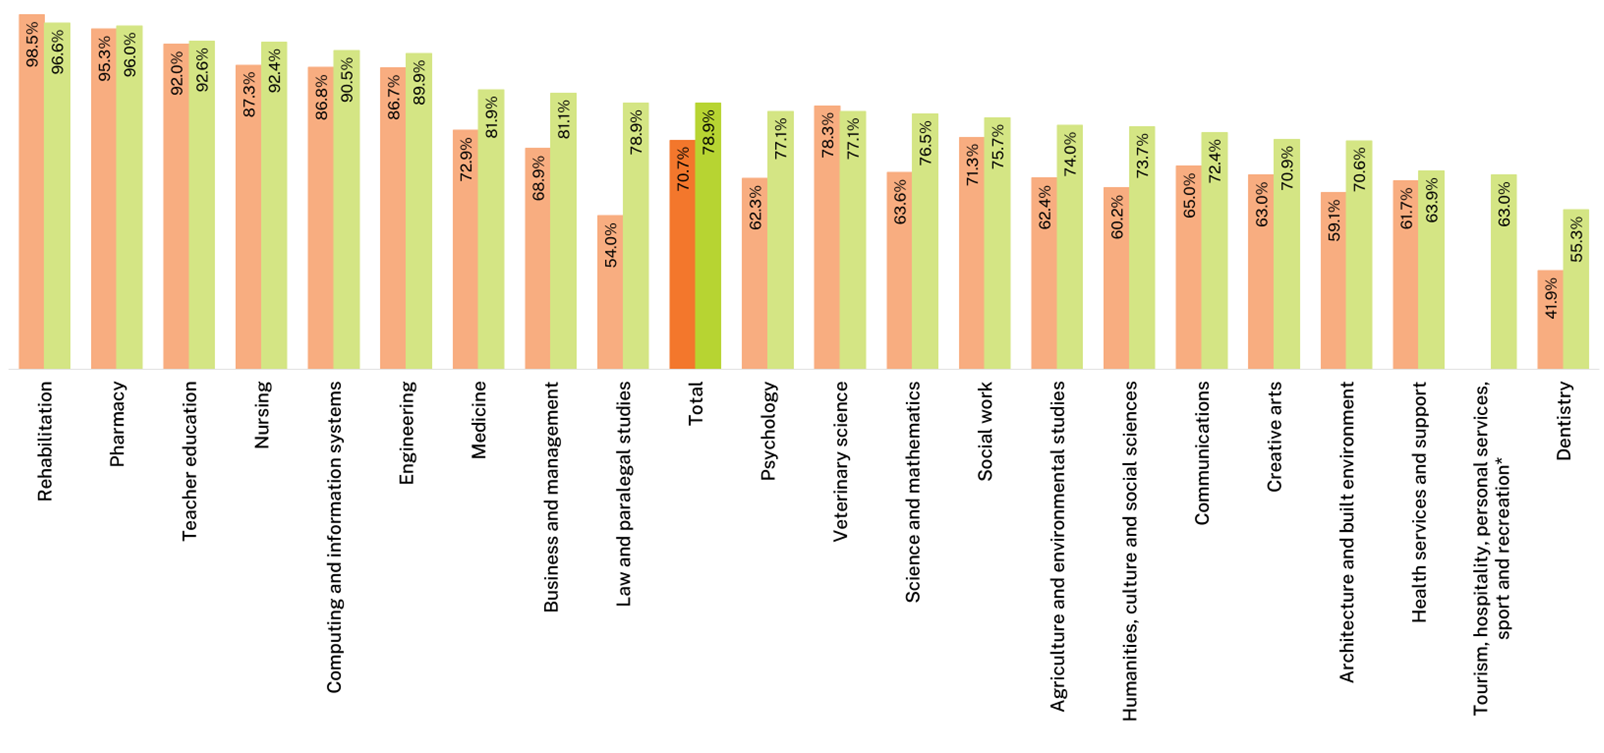 98.5%
96.6%
95.3%
96.0%
92.0%
92.6%
87.3%
92.4%
86.8%
90.5%
86.7%
89.9%
72.9%
81.9%
68.9%
81.1%
54.0%
78.9%
70.7%
78.9%
62.3%
77.1%
78.3%
77.1%
63.6%
76.5%
71.3%
75.7%
62.4%
74.0%
60.2%
73.7%
65.0%
72.4%
63.0%
70.9%
59.1%
70.6%
61.7%
63.9%
63.0%
41.9%
55.3%
Rehabilitation
Pharmacy
Teacher education
Nursing
Computing and information systems
Engineering
Medicine
Business and management
Law and paralegal studies
Total
Psychology
Veterinary science
Science and mathematics
Social work
Agriculture and environmental studies
Humanities, culture and social sciences
Communications
Creative arts
Architecture and built environment
Health services and support
Tourism, hospitality, personal services,
sport and recreation*
Dentistry